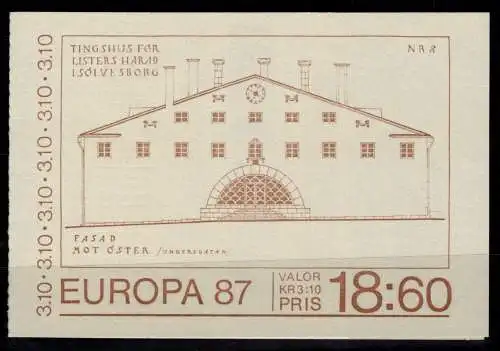 TINGSHUS FÖR
LISTERS HÄRAD
I SÖLVESBORG
NR 8
3.10 · 3.10 · 3.10 · 3.10 · 3.10 · 3.10
FASAD
MOT ÖSTER. /UNDERGATAN/
EUROPA 87
VALÖR
KR 3:10
PRIS
18:60